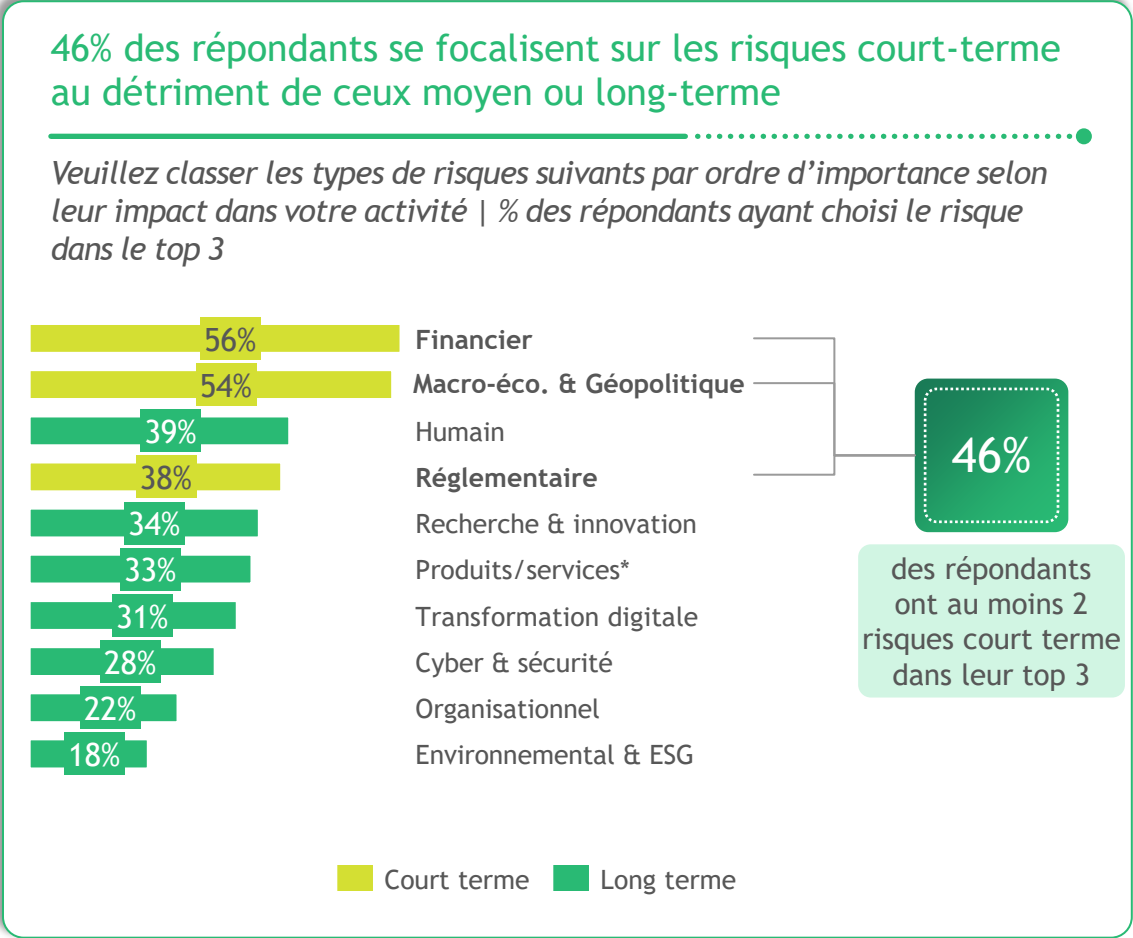 46% des répondants se focalisent sur les risques court-terme
au détriment de ceux moyen ou long-terme
Veuillez classer les types de risques suivants par ordre d'importance selon
leur impact dans votre activité | % des répondants ayant choisi le risque
dans le top 3
56% Financier
54% Macro-éco. & Géopolitique
39% Humain
38% Réglementaire
34% Recherche & innovation
33% Produits/services*
31% Transformation digitale
28% Cyber & sécurité
22% Organisationnel
18% Environnemental & ESG
46%
des répondants
ont au moins 2
risques court terme
dans leur top 3
Court terme Long terme